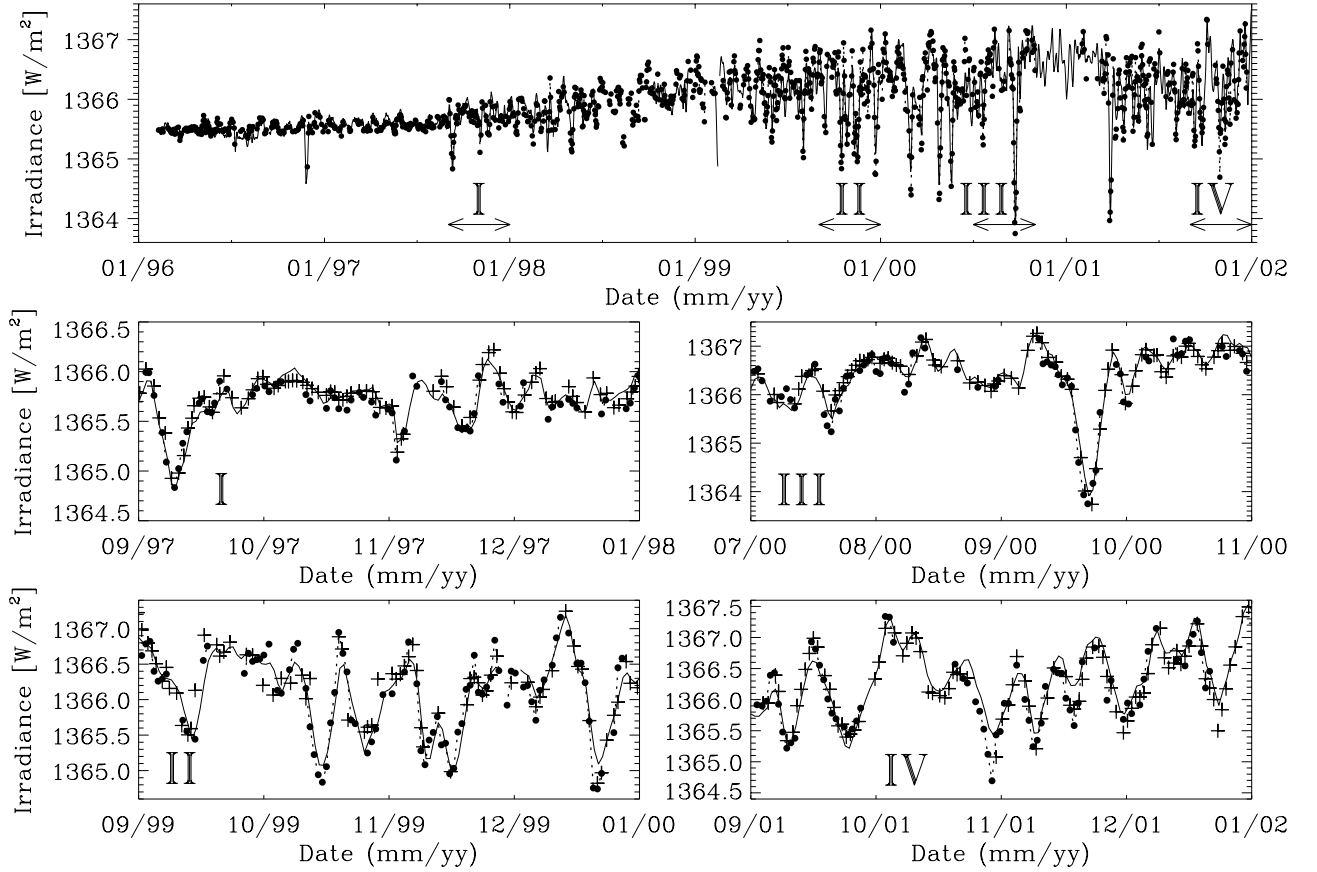 Irradiance [W/m²]
1367
1366
1365
1364
I
II
III
IV
01/96 01/97 01/98 01/99 01/00 01/01 01/02
Date (mm/yy)
Irradiance [W/m²]
1366.5
1366.0
1365.5
1365.0
1364.5
I
09/97 10/97 11/97 12/97 01/98
Date (mm/yy)
1367
1366
1365
1364
III
07/00 08/00 09/00 10/00 11/00
Date (mm/yy)
Irradiance [W/m²]
1367.0
1366.5
1366.0
1365.5
1365.0
II
09/99 10/99 11/99 12/99 01/00
Date (mm/yy)
1367.5
1367.0
1366.5
1366.0
1365.5
1365.0
1364.5
IV
09/01 10/01 11/01 12/01 01/02
Date (mm/yy)